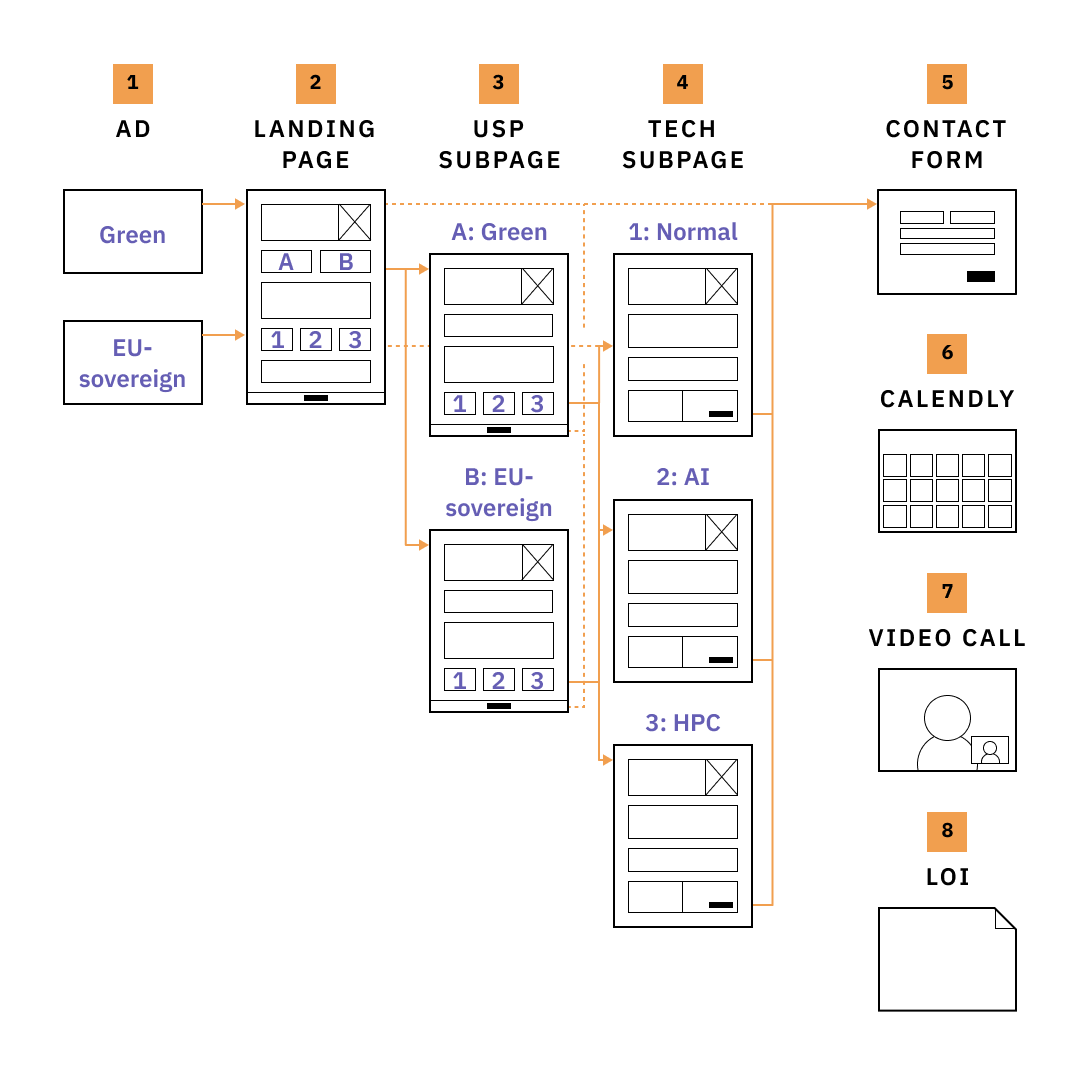 1
AD
Green
EU-
sovereign
2
LANDING
PAGE
A B
1 2 3
3
USP
SUBPAGE
A: Green
1 2 3
B: EU-
sovereign
1 2 3
4
TECH
SUBPAGE
1: Normal
2: AI
3: HPC
5
CONTACT
FORM
6
CALENDLY
7
VIDEO CALL
8
LOI